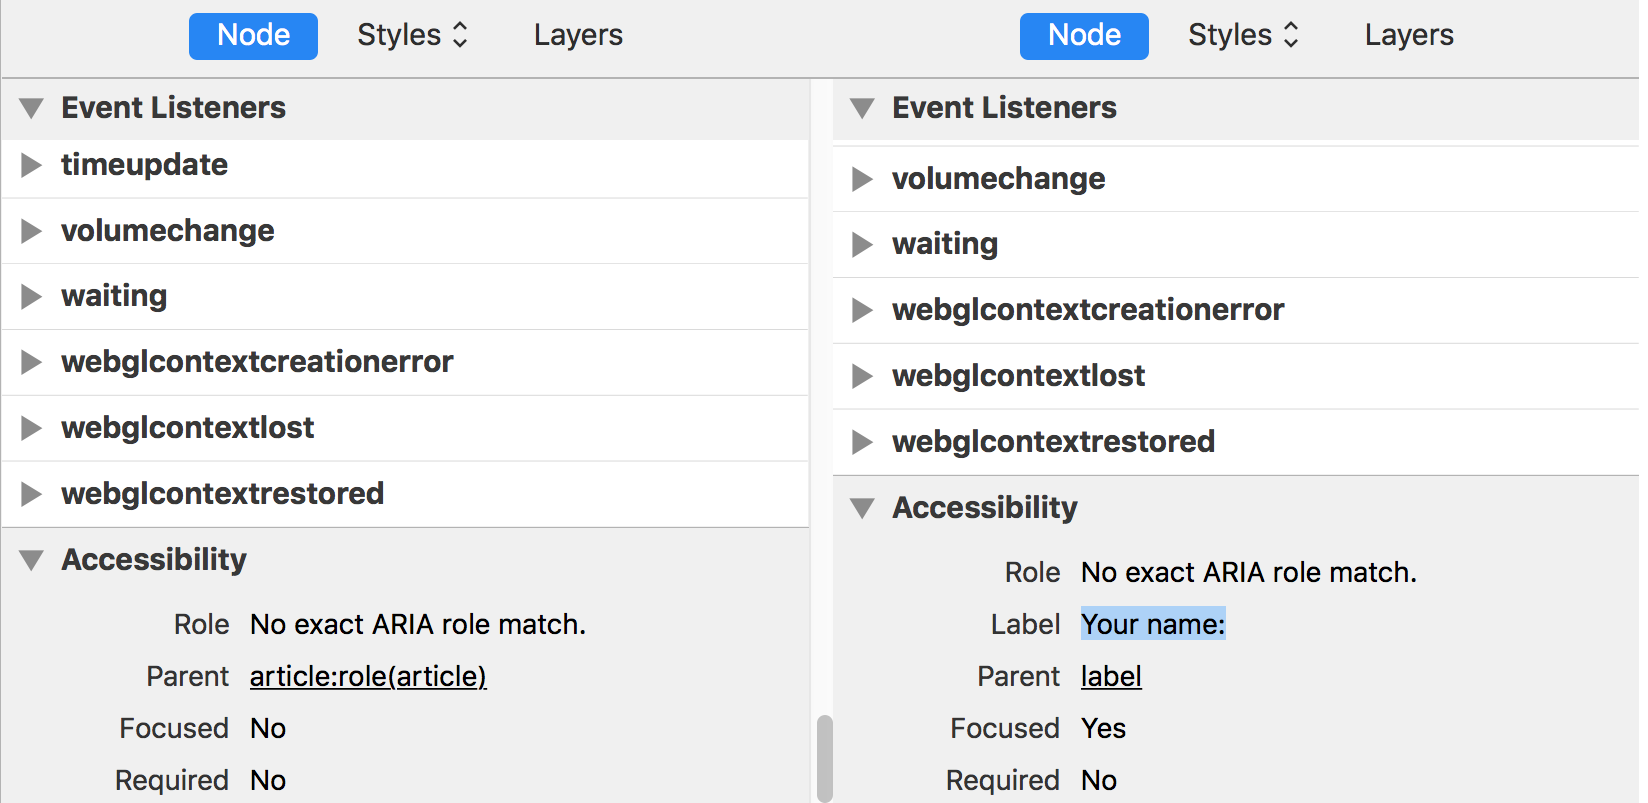 Node Styles Layers
Event Listeners
timeupdate
volumechange
waiting
webglcontextcreationerror
webglcontextlost
webglcontextrestored
Accessibility
Role No exact ARIA role match.
Parent article:role(article)
Focused No
Required No
Node Styles Layers
Event Listeners
volumechange
waiting
webglcontextcreationerror
webglcontextlost
webglcontextrestored
Accessibility
Role No exact ARIA role match.
Label Your name:
Parent label
Focused Yes
Required No